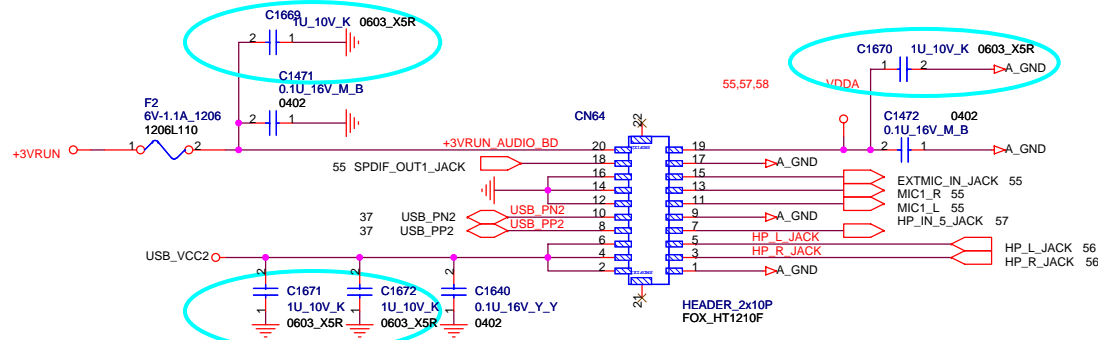 C1669
1U_10V_K
0603_X5R
2
1
C1471
0.1U_16V_M_B
0402
2
1
F2
6V-1.1A_1206
1206L110
+3VRUN
1
2
+3VRUN_AUDIO_BD
55 SPDIF_OUT1_JACK
37 USB_PN2
USB_PN2
37 USB_PP2
USB_PP2
USB_VCC2
2
1
C1671
1U_10V_K
0603_X5R
2
1
C1672
1U_10V_K
0603_X5R
2
1
C1640
0.1U_16V_Y_Y
0402
CN64
22
20
18
16
14
12
10
8
6
4
2
19
17
15
13
11
9
7
5
3
1
21
HEADER_2x10P
FOX_HT1210F
55,57,58
VDDA
C1670
1U_10V_K
0603_X5R
1
2
A_GND
C1472
0402
0.1U_16V_M_B
2
1
A_GND
A_GND
EXTMIC_IN_JACK 55
MIC1_R 55
MIC1_L 55
A_GND
HP_IN_5_JACK 57
HP_L_JACK
HP_L_JACK 56
HP_R_JACK
HP_R_JACK 56
A_GND